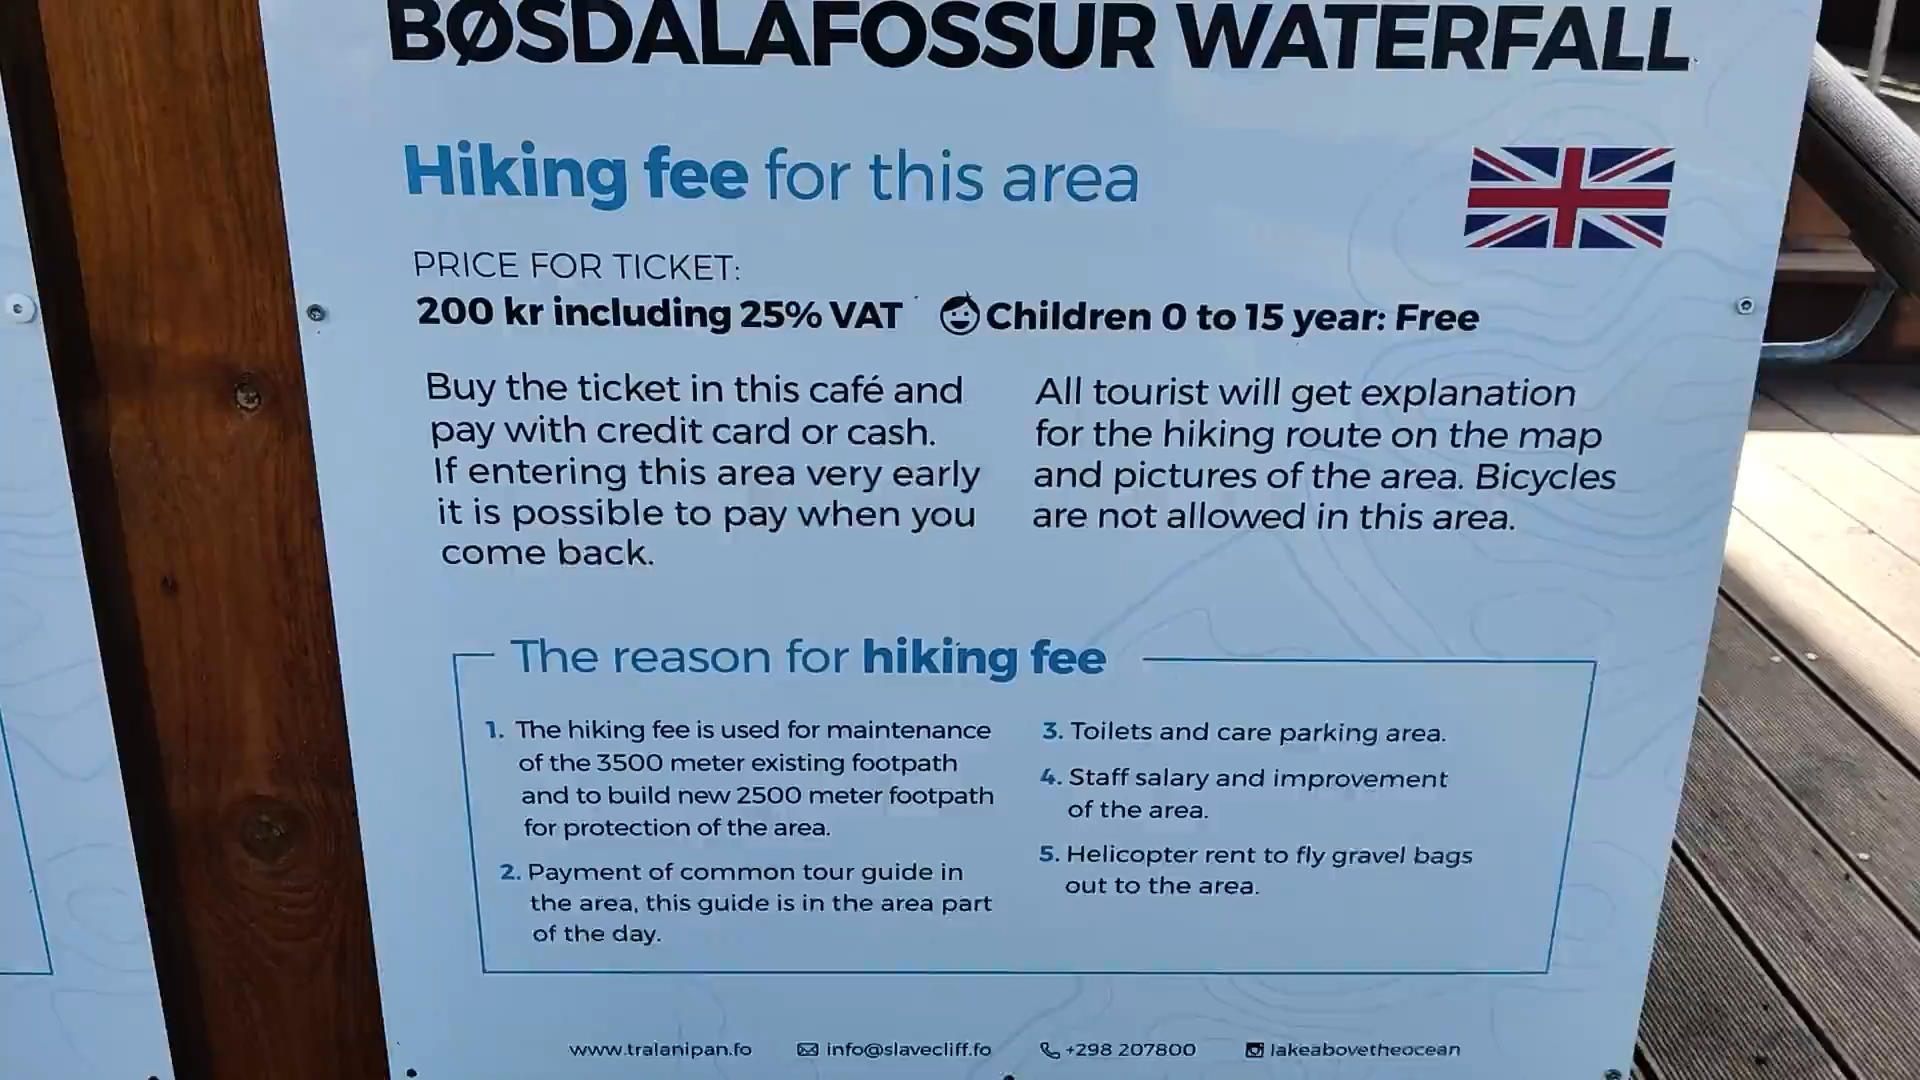 BØSDALAFOSSUR WATERFALL
Hiking fee for this area
PRICE FOR TICKET:
200 kr including 25% VAT
Children 0 to 15 year: Free
Buy the ticket in this café and
pay with credit card or cash.
If entering this area very early
it is possible to pay when you
come back.
All tourist will get explanation
for the hiking route on the map
and pictures of the area. Bicycles
are not allowed in this area.
The reason for hiking fee
1. The hiking fee is used for maintenance
of the 3500 meter existing footpath
and to build new 2500 meter footpath
for protection of the area.
2. Payment of common tour guide in
the area, this guide is in the area part
of the day.
3. Toilets and care parking area.
4. Staff salary and improvement
of the area.
5. Helicopter rent to fly gravel bags
out to the area.
www.tralanipan.fo
info@slavecliff.fo
+298 207800
lakeabovetheocean